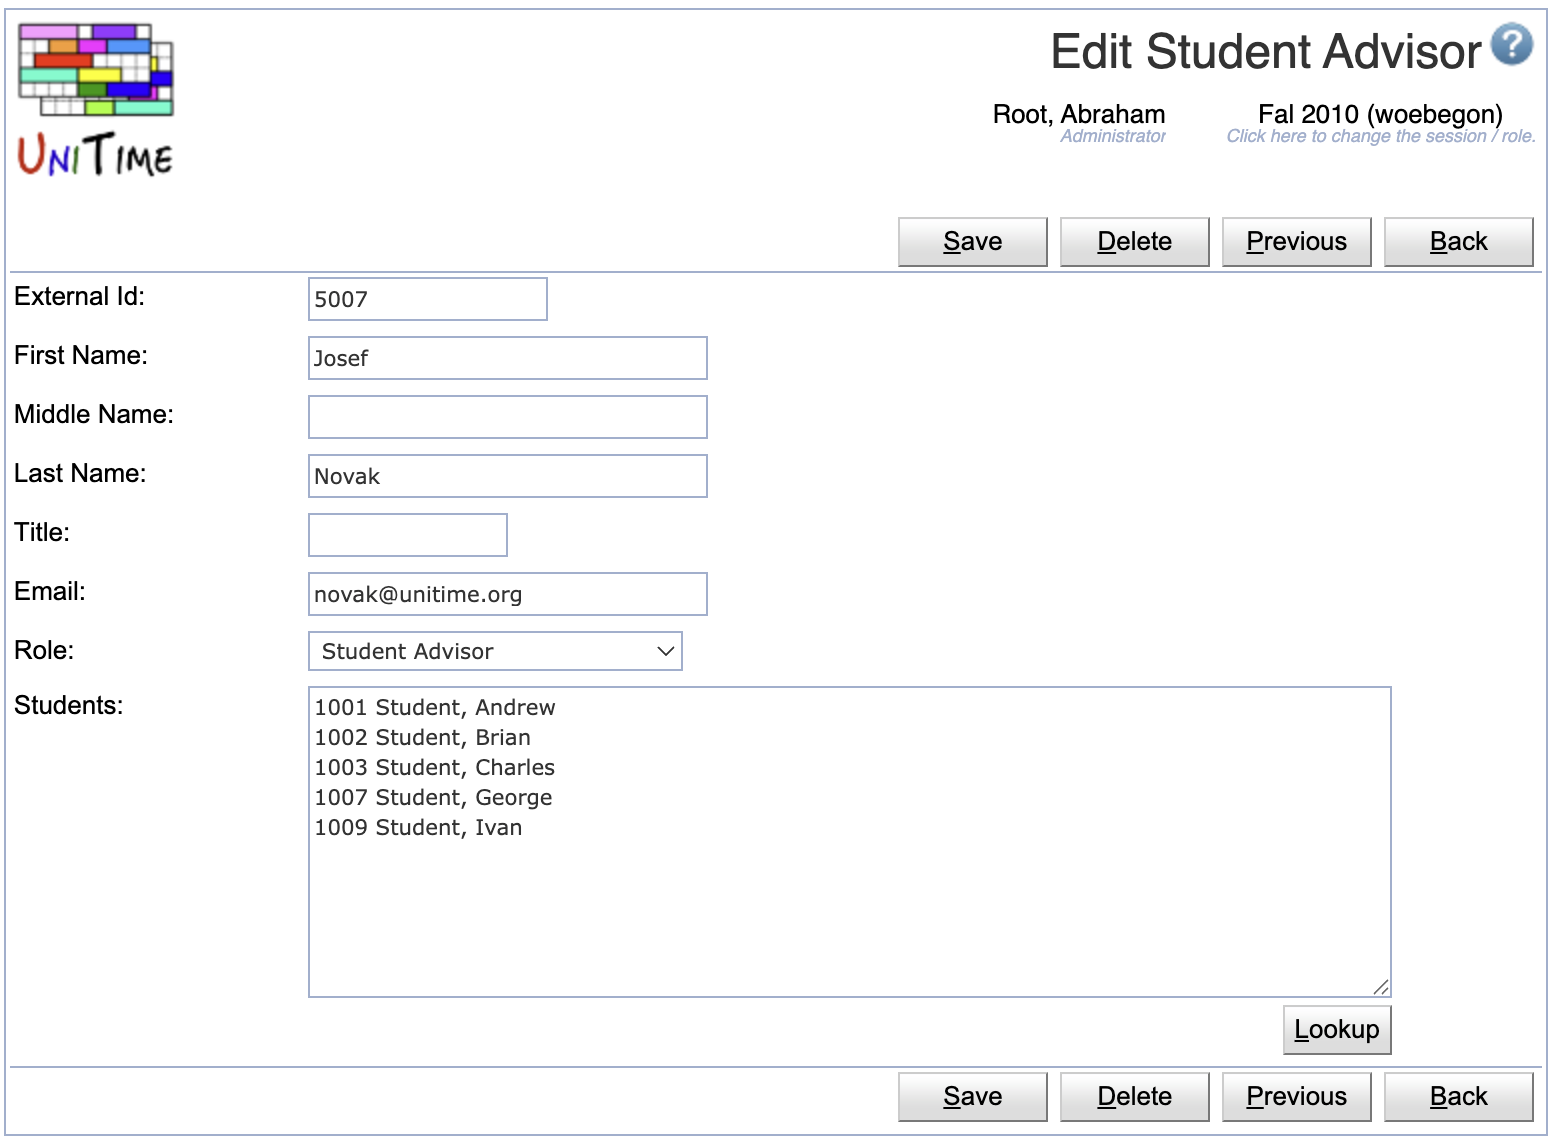 Edit Student Advisor ?
Root, Abraham
Administrator
Fal 2010 (woebegon)
Click here to change the session / role.
UNITIME
Save Delete Previous Back
External Id: 5007
First Name: Josef
Middle Name:
Last Name: Novak
Title:
Email: novak@unitime.org
Role: Student Advisor
Students: 1001 Student, Andrew
1002 Student, Brian
1003 Student, Charles
1007 Student, George
1009 Student, Ivan
Lookup
Save Delete Previous Back